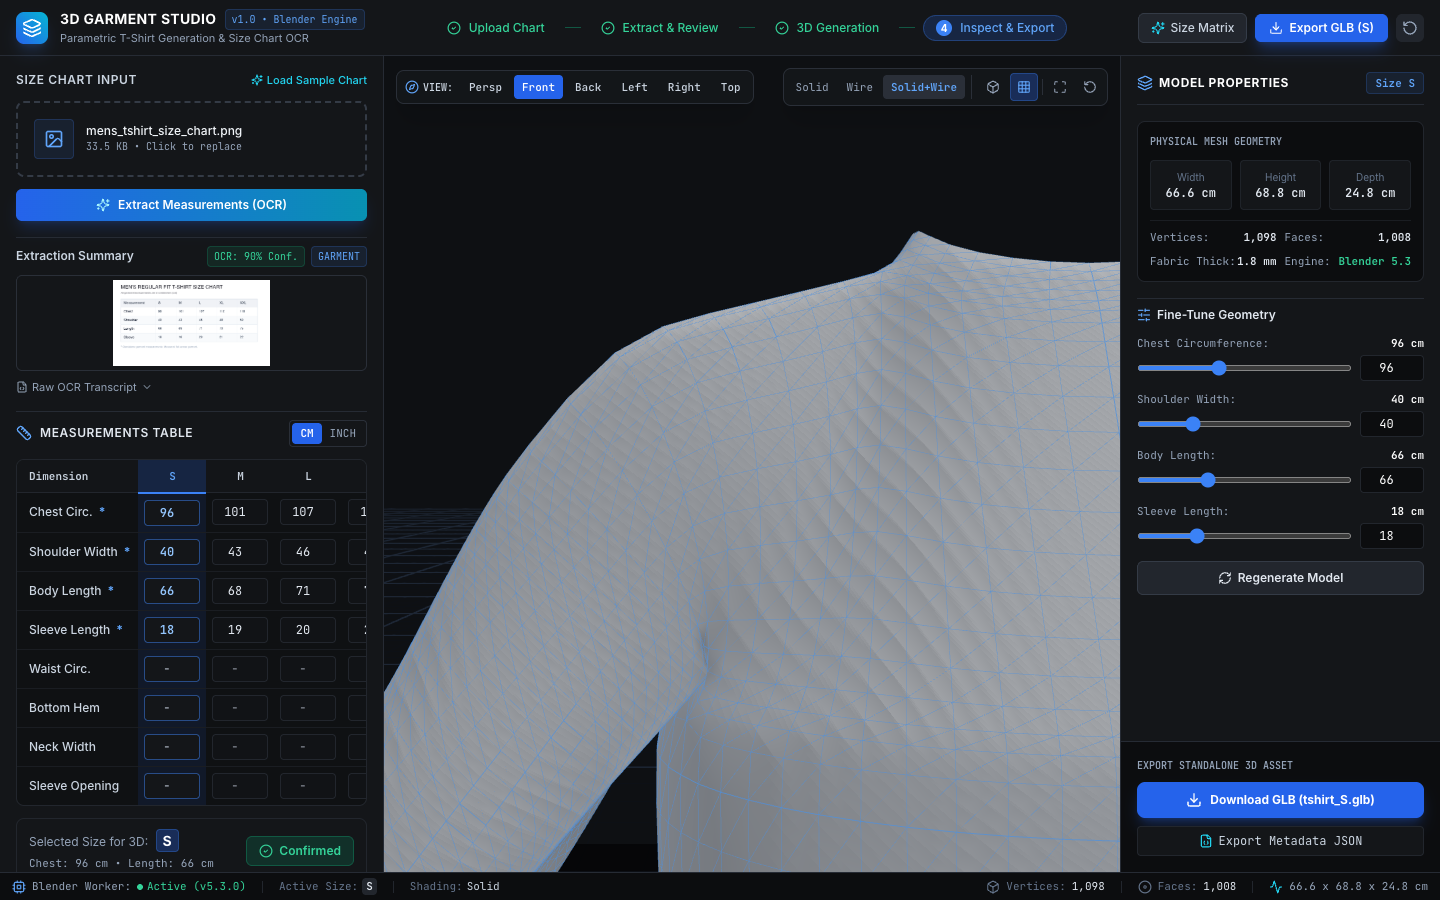 3D GARMENT STUDIO v1.0 • Blender Engine
Parametric T-Shirt Generation & Size Chart OCR
Upload Chart
Extract & Review
3D Generation
4 Inspect & Export
Size Matrix
Export GLB (S)
SIZE CHART INPUT
Load Sample Chart
mens_tshirt_size_chart.png
33.5 KB • Click to replace
Extract Measurements (OCR)
Extraction Summary
OCR: 90% Conf.
GARMENT
MEN'S REGULAR FIT T-SHIRT SIZE CHART
Raw OCR Transcript
MEASUREMENTS TABLE
CM INCH
Dimension S M L
Chest Circ. * 96 101 107 1
Shoulder Width * 40 43 46
Body Length * 66 68 71
Sleeve Length * 18 19 20
Waist Circ. - -  -
Bottom Hem - - -
Neck Width - - -
Sleeve Opening - - -
Selected Size for 3D: S
Chest: 96 cm • Length: 66 cm
Confirmed
VIEW: Persp Front Back Left Right Top
Solid Wire Solid+Wire
MODEL PROPERTIES
Size S
PHYSICAL MESH GEOMETRY
Width Height Depth
66.6 cm 68.8 cm 24.8 cm
Vertices: 1,098 Faces: 1,008
Fabric Thick: 1.8 mm Engine: Blender 5.3
Fine-Tune Geometry
Chest Circumference: 96 cm
96
Shoulder Width: 40 cm
40
Body Length: 66 cm
66
Sleeve Length: 18 cm
18
Regenerate Model
EXPORT STANDALONE 3D ASSET
Download GLB (tshirt_S.glb)
Export Metadata JSON
Blender Worker: Active (v5.3.0)
Active Size: S
Shading: Solid
Vertices: 1,098
Faces: 1,008
66.6 x 68.8 x 24.8 cm